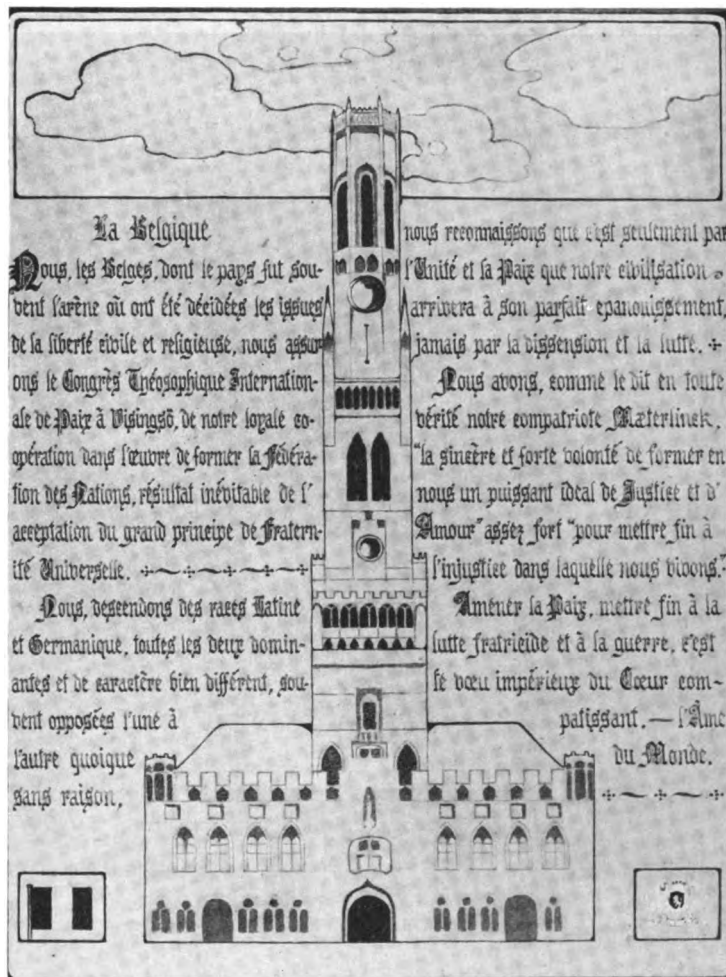 La Belgique
Nous, les Belges, dont le pays fut sou-
vent l'arène où ont été décidées les issues
de la liberté civile et religieuse, nous assur
ons le Congrès Théosophique Internation-
ale de Paix à Visingsö, de notre loyale co-
opération dans l'œuvre de former la Fédéra-
tion des Nations, résultat inévitable de l'
acceptation du grand principe de Fratern-
ité Universelle.
Nous, descendons des races Latine
et Germanique, toutes les deux domin-
antes et de caractère bien différent, sou-
vent opposées l'une à
l'autre quoique
sans raison,
nous reconnaissons que c'est seulement par
l'Unité et la Paix que notre civilisation
arrivera à son parfait epanouissement,
jamais par la dissension et la lutte.
Nous avons, comme le dit en toute
vérité notre compatriote Mæterlinck,
"la sincère et forte volonté de former en
nous un puissant idéal de Justice et d'
Amour" assez fort "pour mettre fin à
l'injustice dans laquelle nous vivons."
Amener la Paix, mettre fin à la
lutte fratricide et à la guerre, c'est
le vœu impérieux du Cœur com-
patissant. — l'Ame
du Monde.